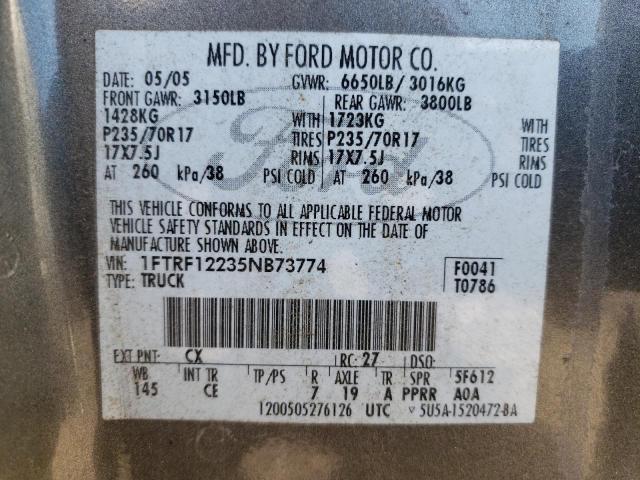 MFD. BY FORD MOTOR CO.
DATE: 05/05 GVWR: 6650LB/ 3016KG
FRONT GAWR: 3150LB REAR GAWR: 3800LB
1428KG WITH 1723KG WITH
P235/70R17 TIRES P235/70R17 TIRES
17X7.5J RIMS 17X7.5J RIMS
AT 260 kPa/38 PSI COLD AT 260 kPa/38 PSI COLD
THIS VEHICLE CONFORMS TO ALL APPLICABLE FEDERAL MOTOR
VEHICLE SAFETY STANDARDS IN EFFECT ON THE DATE OF
MANUFACTURE SHOWN ABOVE.
VIN: 1FTRF12235NB73774 F0041
TYPE: TRUCK T0786
EXT PNT: CX RC: 27 DSO:
WB INT TR TP/PS R AXLE TR SPR 5F612
145 CE 7 19 A PPRR A0A
1200505276126 UTC 5U5A-1520472-BA
Ford